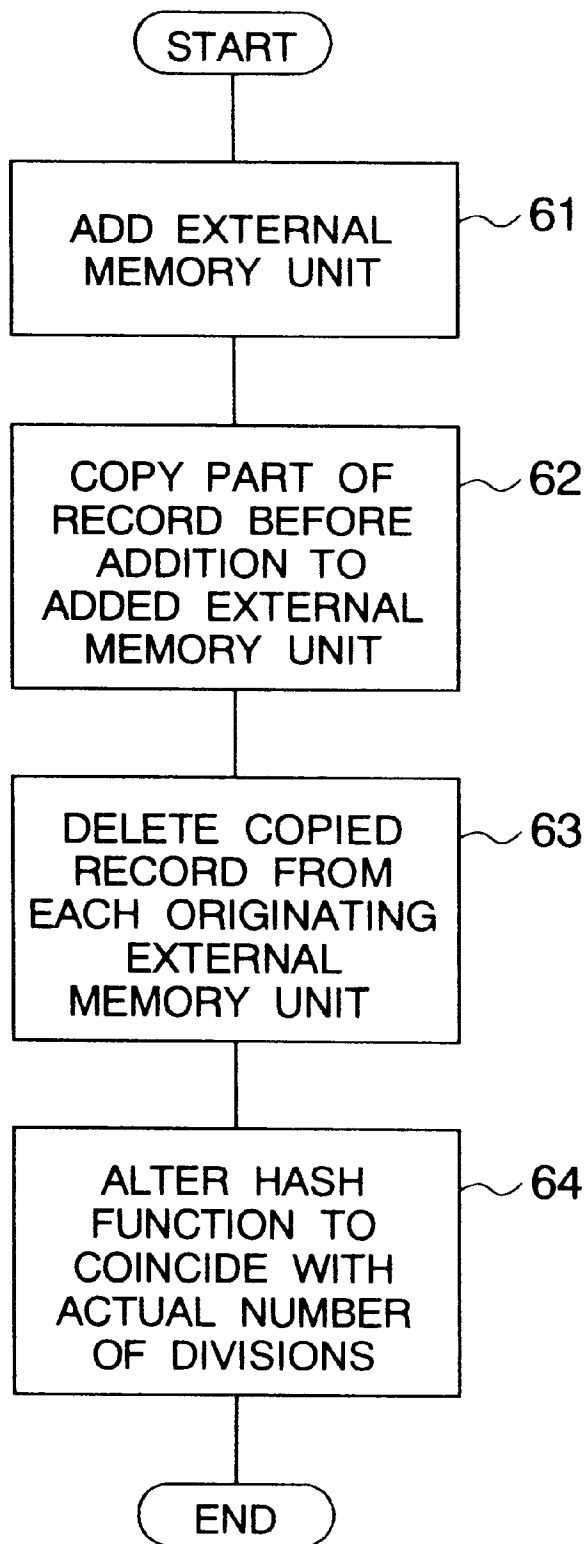 START
ADD EXTERNAL
MEMORY UNIT
61
COPY PART OF
RECORD BEFORE
ADDITION TO
ADDED EXTERNAL
MEMORY UNIT
62
DELETE COPIED
RECORD FROM
EACH ORIGINATING
EXTERNAL
MEMORY UNIT
63
ALTER HASH
FUNCTION TO
COINCIDE WITH
ACTUAL NUMBER
OF DIVISIONS
64
END